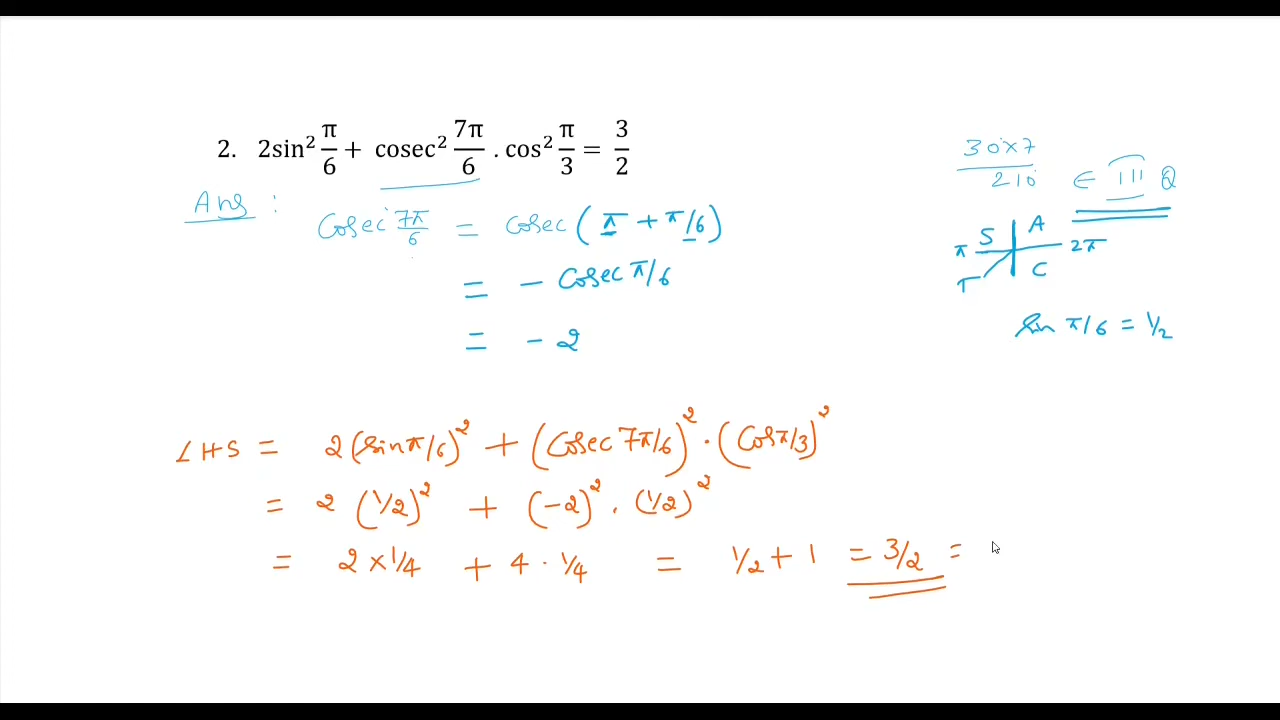 2. 2sin² π/6 + cosec² 7π/6 . cos² π/3 = 3/2
Ans :
Cosec 7π/6 = cosec (π + π/6)
= - Cosec π/6
= - 2
30×7
210 ∈ III Q
S A
π 2π
T C
sin π/6 = 1/2
LHS = 2 (sin π/6)² + (Cosec 7π/6)² · (Cos π/3)²
= 2 (1/2)² + (-2)² · (1/2)²
= 2 × 1/4 + 4 · 1/4 = 1/2 + 1 = 3/2 =